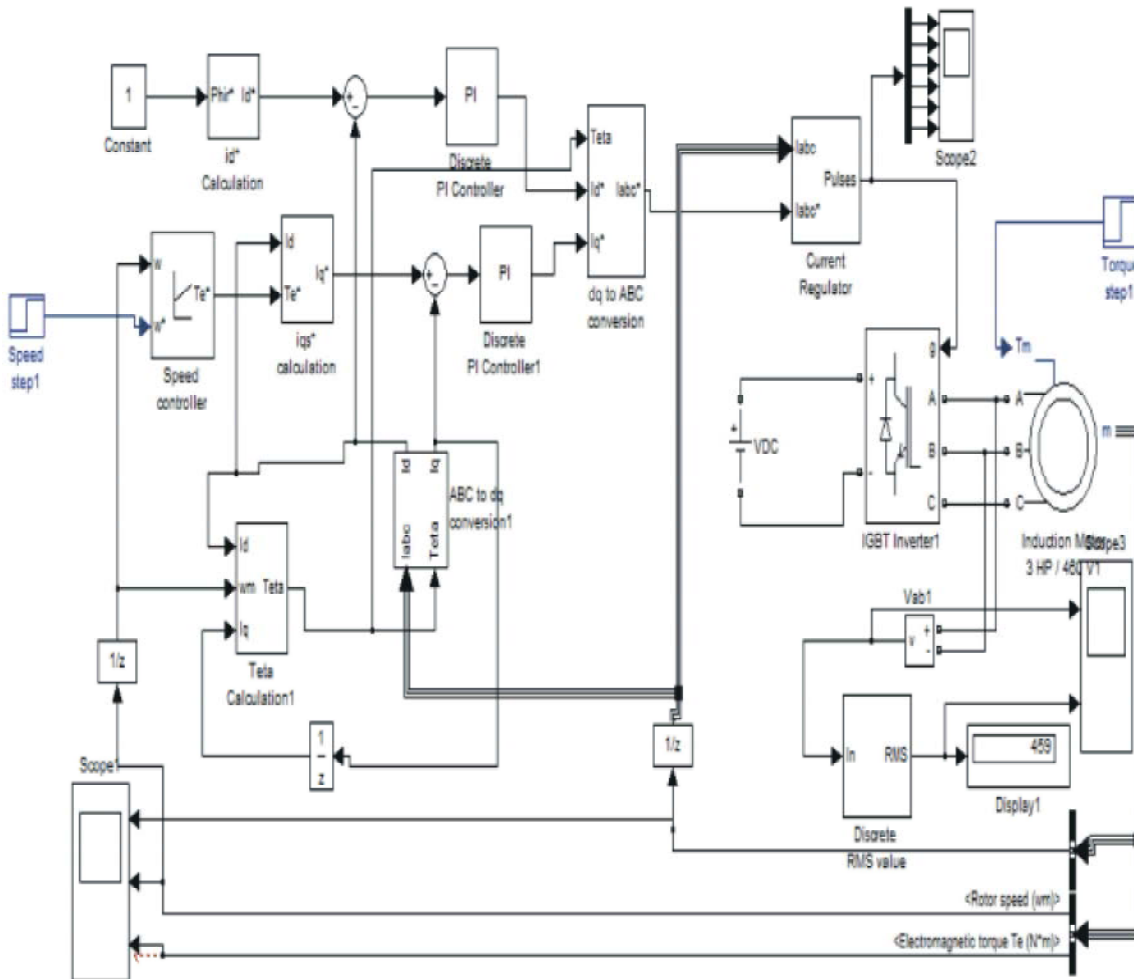 1
Constant
Phir*
Id*
id*
Calculation
PI
Discrete
PI Controller
Teta
Id*
Iq*
Iabc*
dq to ABC
conversion
Iabc
Iabc*
Pulses
Current
Regulator
Scope2
Torque
step1
Speed
step1
w
w*
Te*
Speed
controller
Id
Te*
Iq*
iqs*
calculation
PI
Discrete
PI Controller1
Id
Iq
Iabc
Teta
ABC to dq
conversion1
Id
wm
Iq
Teta
Teta
Calculation1
1/z
1
z
1/z
VDC
+
+
-
g
A
B
C
IGBT Inverter1
Tm
A
B
C
m
Induction
3 HP / 460 V1
Scope3
Vab1
v
+
-
In
RMS
Discrete
RMS value
459
Display1
Scope1
<Rotor speed (wm)>
<Electromagnetic torque Te (N*m)>